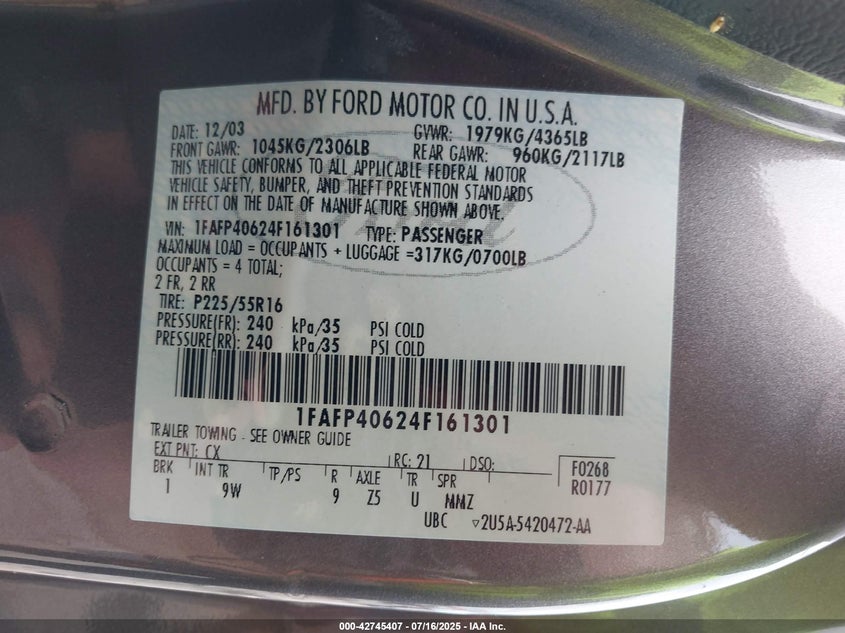 MFD. BY FORD MOTOR CO. IN U.S.A.
DATE: 12/03 GVWR: 1979KG/4365LB
FRONT GAWR: 1045KG/2306LB REAR GAWR: 960KG/2117LB
THIS VEHICLE CONFORMS TO ALL APPLICABLE FEDERAL MOTOR
VEHICLE SAFETY, BUMPER, AND THEFT PREVENTION STANDARDS
IN EFFECT ON THE DATE OF MANUFACTURE SHOWN ABOVE.
VIN: 1FAFP40624F161301 TYPE: PASSENGER
MAXIMUM LOAD = OCCUPANTS + LUGGAGE =317KG/0700LB
OCCUPANTS = 4 TOTAL;
2 FR, 2 RR
TIRE: P225/55R16
PRESSURE(FR): 240 kPa/35 PSI COLD
PRESSURE(RR): 240 kPa/35 PSI COLD
1FAFP40624F161301
TRAILER TOWING - SEE OWNER GUIDE
EXT PNT: CX RC: 21 DSO: F0268
BRK INT TR TP/PS R AXLE TR SPR R0177
1 9W 9 Z5 U MMZ
UBC ▽2U5A-5420472-AA
000-42745407 - 07/16/2025 - IAA Inc.